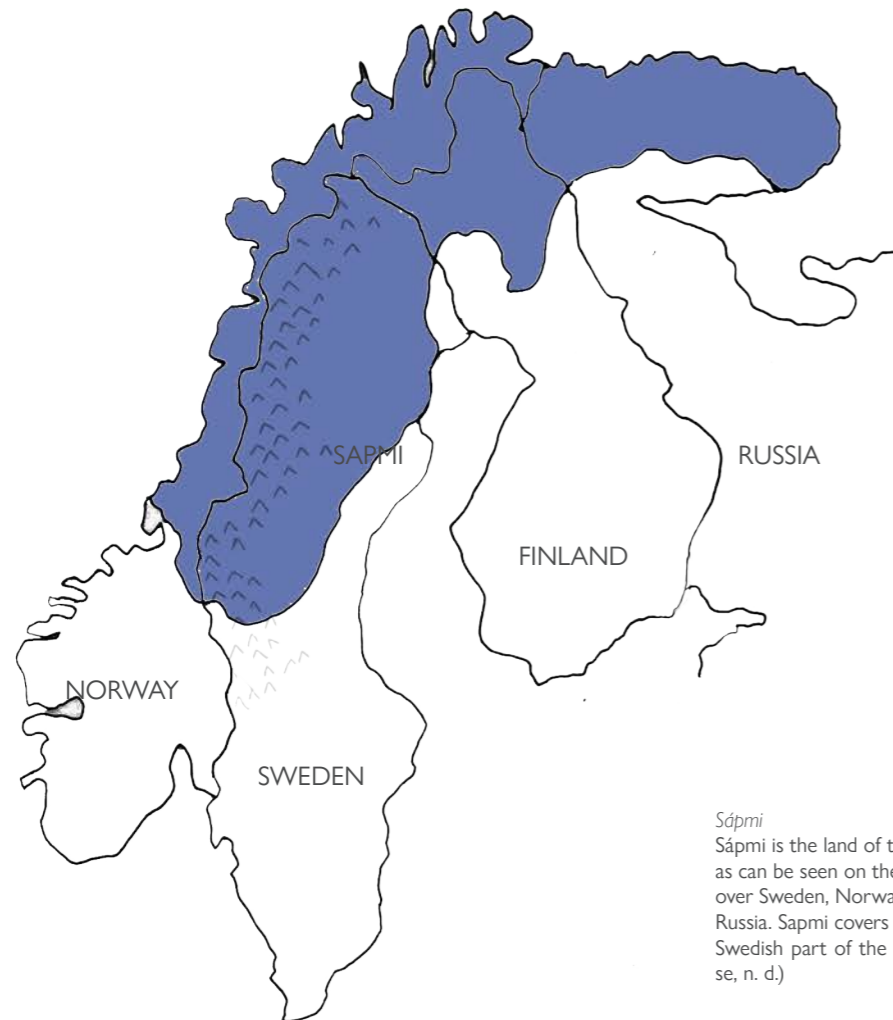 SAPMI
RUSSIA
FINLAND
NORWAY
SWEDEN
Sápmi
Sápmi is the land of t
as can be seen on the
over Sweden, Norwa
Russia. Sapmi covers
Swedish part of the
se, n. d.)